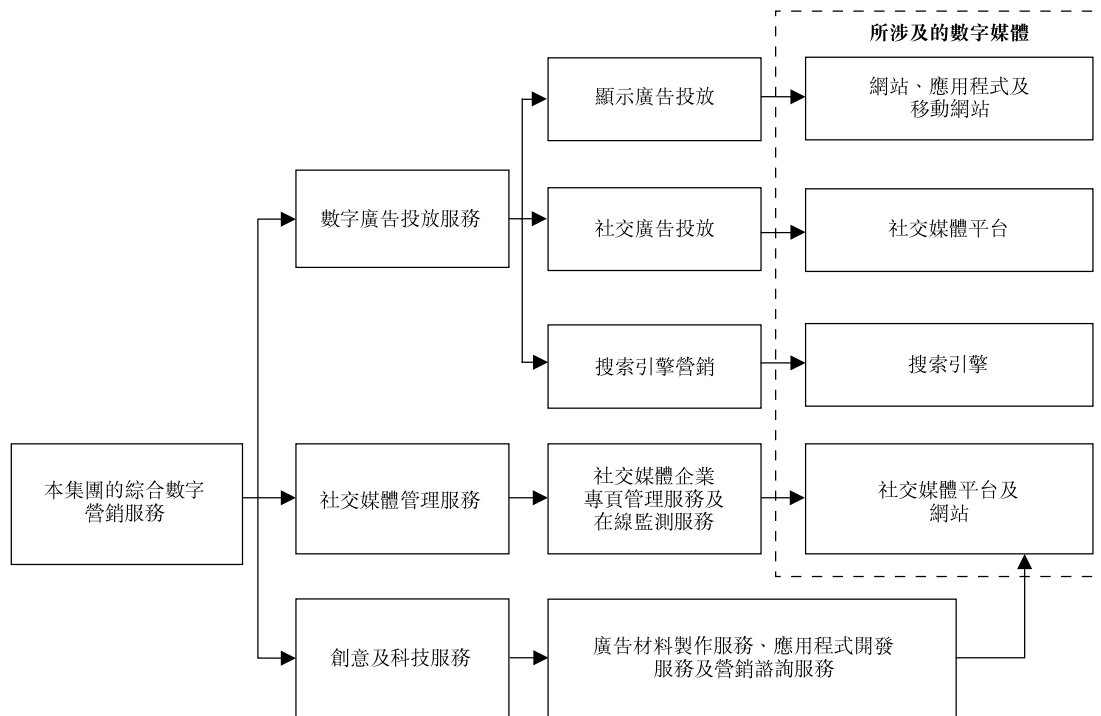 所涉及的數字媒體
顯示廣告投放
網站、應用程式及
移動網站
數字廣告投放服務
社交廣告投放
社交媒體平台
搜索引擎營銷
搜索引擎
本集團的綜合數字
營銷服務
社交媒體管理服務
社交媒體企業
專頁管理服務及
在線監測服務
社交媒體平台及
網站
創意及科技服務
廣告材料製作服務、應用程式開發
服務及營銷諮詢服務